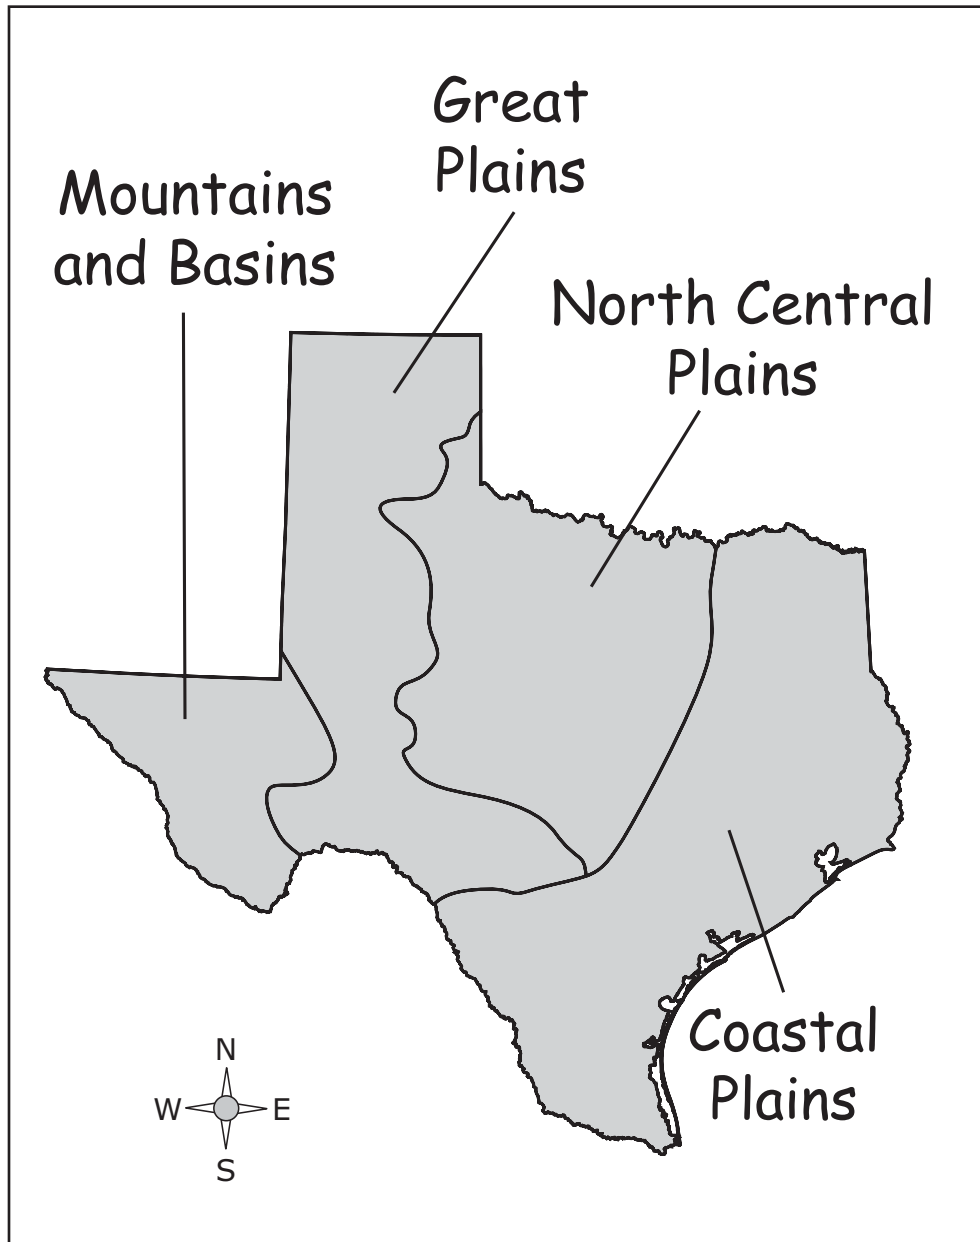 Great
Plains
Mountains
and Basins
North Central
Plains
Coastal
Plains
N
W E
S